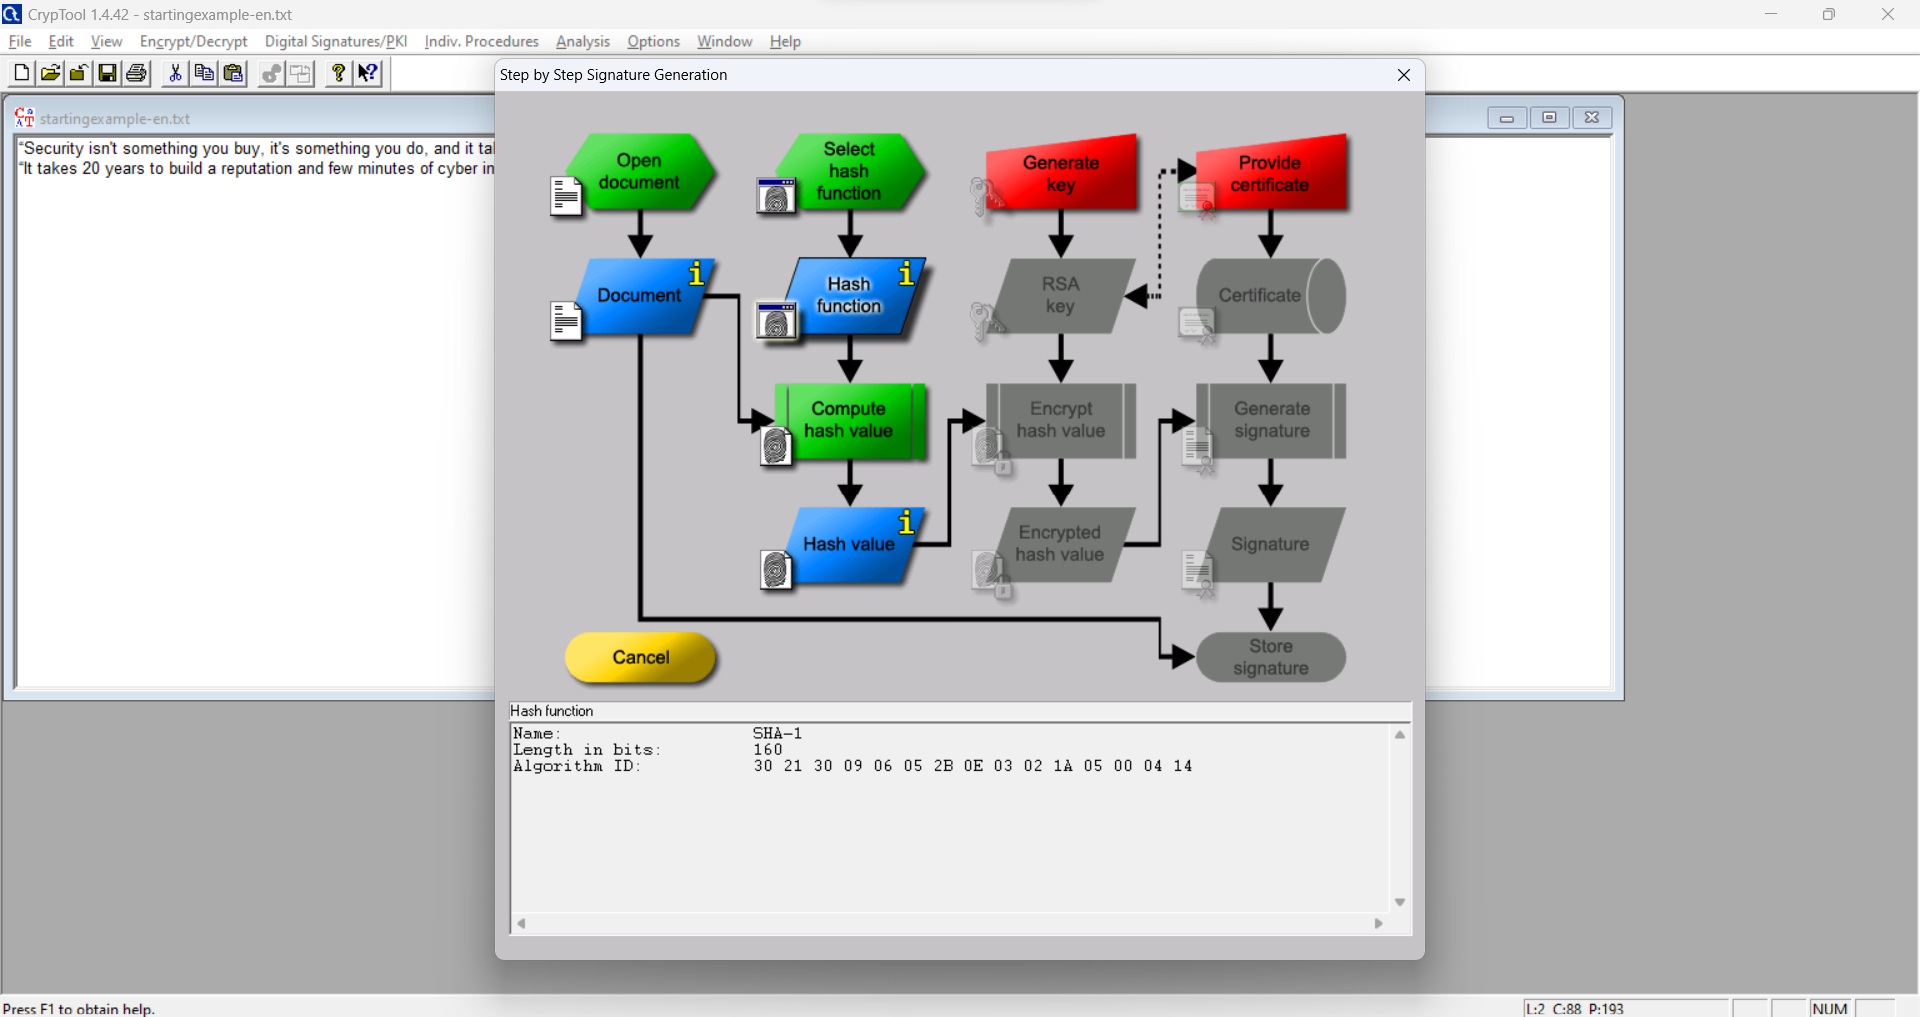 CrypTool 1.4.42 - startingexample-en.txt
File Edit View Encrypt/Decrypt Digital Signatures/PKI Indiv. Procedures Analysis Options Window Help
Step by Step Signature Generation
startingexample-en.txt
“Security isn't something you buy, it's something you do, and it
“It takes 20 years to build a reputation and few minutes of cyber in
Open
document
Select
hash
function
Generate
key
Provide
certificate
Document
Hash
function
RSA
key
Certificate
Compute
hash value
Encrypt
hash value
Generate
signature
Hash value
Encrypted
hash value
Signature
Cancel
Store
signature
Hash function
Name: SHA-1
Length in bits: 160
Algorithm ID: 30 21 30 09 06 05 2B 0E 03 02 1A 05 00 04 14
Press F1 to obtain help.
L:2 C:88 P:193
NUM